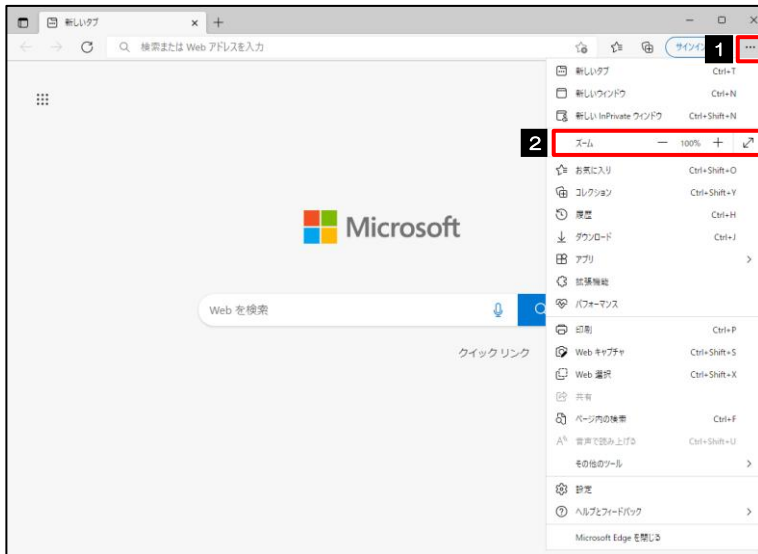 新しいタブ
検索または Web アドレスを入力
サインイン
1
新しいタブ Ctrl+T
新しいウィンドウ Ctrl+N
新しい InPrivate ウィンドウ Ctrl+Shift+N
2
ズーム 100%
お気に入り Ctrl+Shift+O
コレクション Ctrl+Shift+Y
履歴 Ctrl+H
ダウンロード Ctrl+J
アプリ
拡張機能
パフォーマンス
印刷 Ctrl+P
Web キャプチャ Ctrl+Shift+S
Web 選択 Ctrl+Shift+X
共有
ページ内の検索 Ctrl+F
音声で読み上げる Ctrl+Shift+U
その他のツール
設定
ヘルプとフィードバック
Microsoft Edge を閉じる
Microsoft
Web を検索
クイック リンク